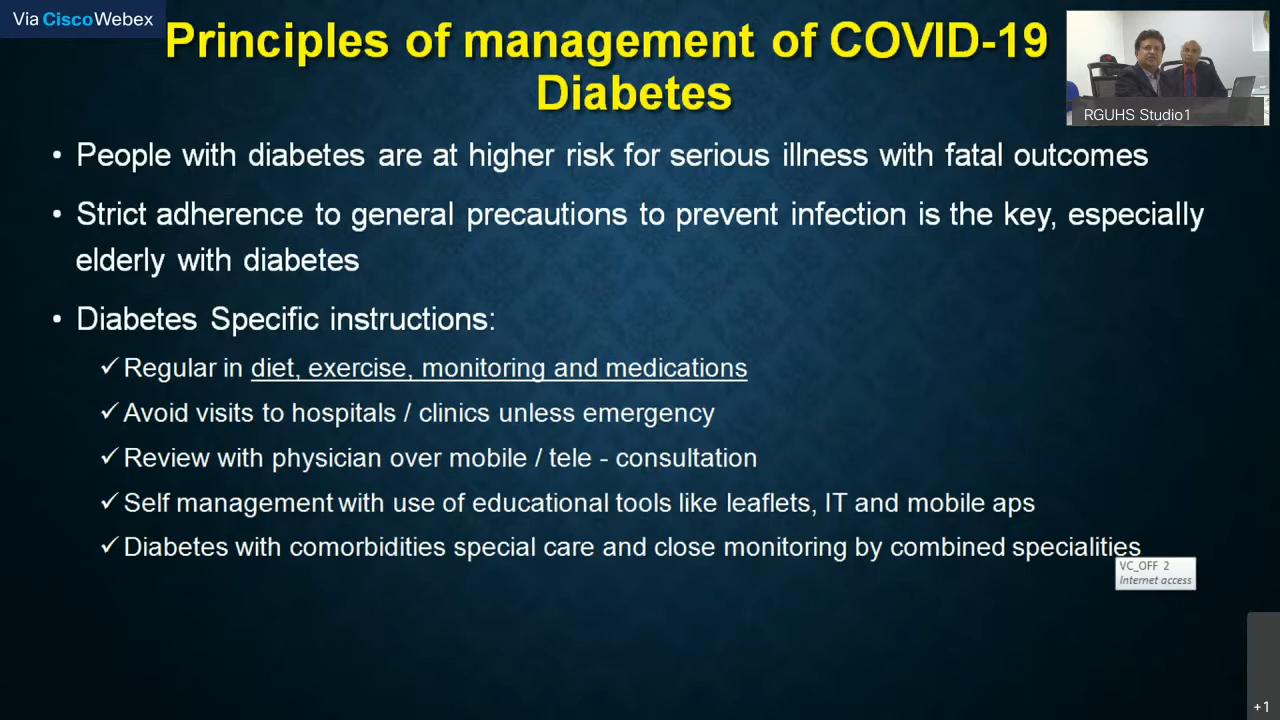 Via CiscoWebex
Principles of management of COVID-19
Diabetes
RGUHS Studio1
• People with diabetes are at higher risk for serious illness with fatal outcomes
• Strict adherence to general precautions to prevent infection is the key, especially
elderly with diabetes
• Diabetes Specific instructions:
✓ Regular in diet, exercise, monitoring and medications
✓ Avoid visits to hospitals / clinics unless emergency
✓ Review with physician over mobile / tele - consultation
✓ Self management with use of educational tools like leaflets, IT and mobile aps
✓ Diabetes with comorbidities special care and close monitoring by combined specialities
VC_OFF 2
Internet access
+1